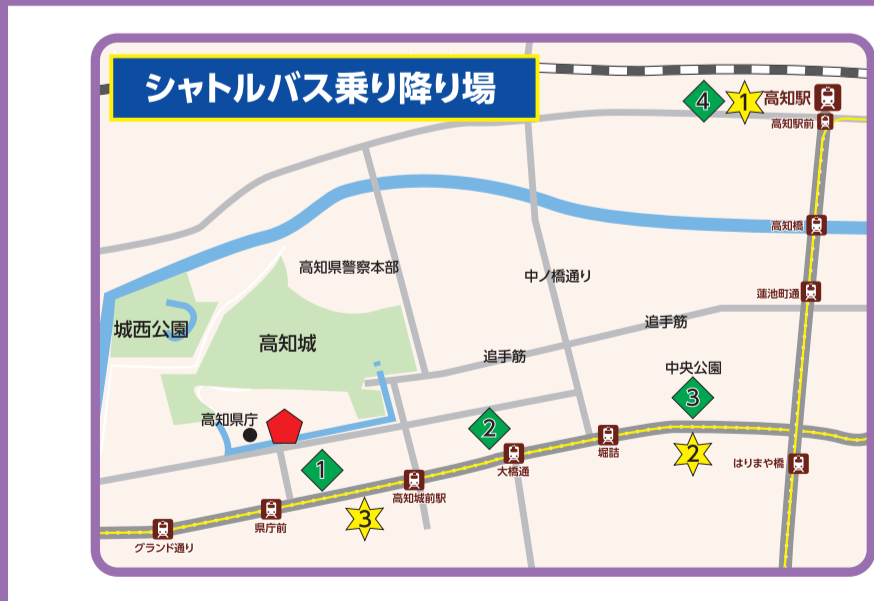 シャトルバス乗り降り場
4
1
高知駅
高知駅前
高知橋
高知県警察本部
中ノ橋通り
蓮池町通
城西公園
高知城
追手筋
追手筋
中央公園
3
高知県庁
2
堀詰
2
はりまや橋
1
大橋通
高知城前駅
3
県庁前
グランド通り